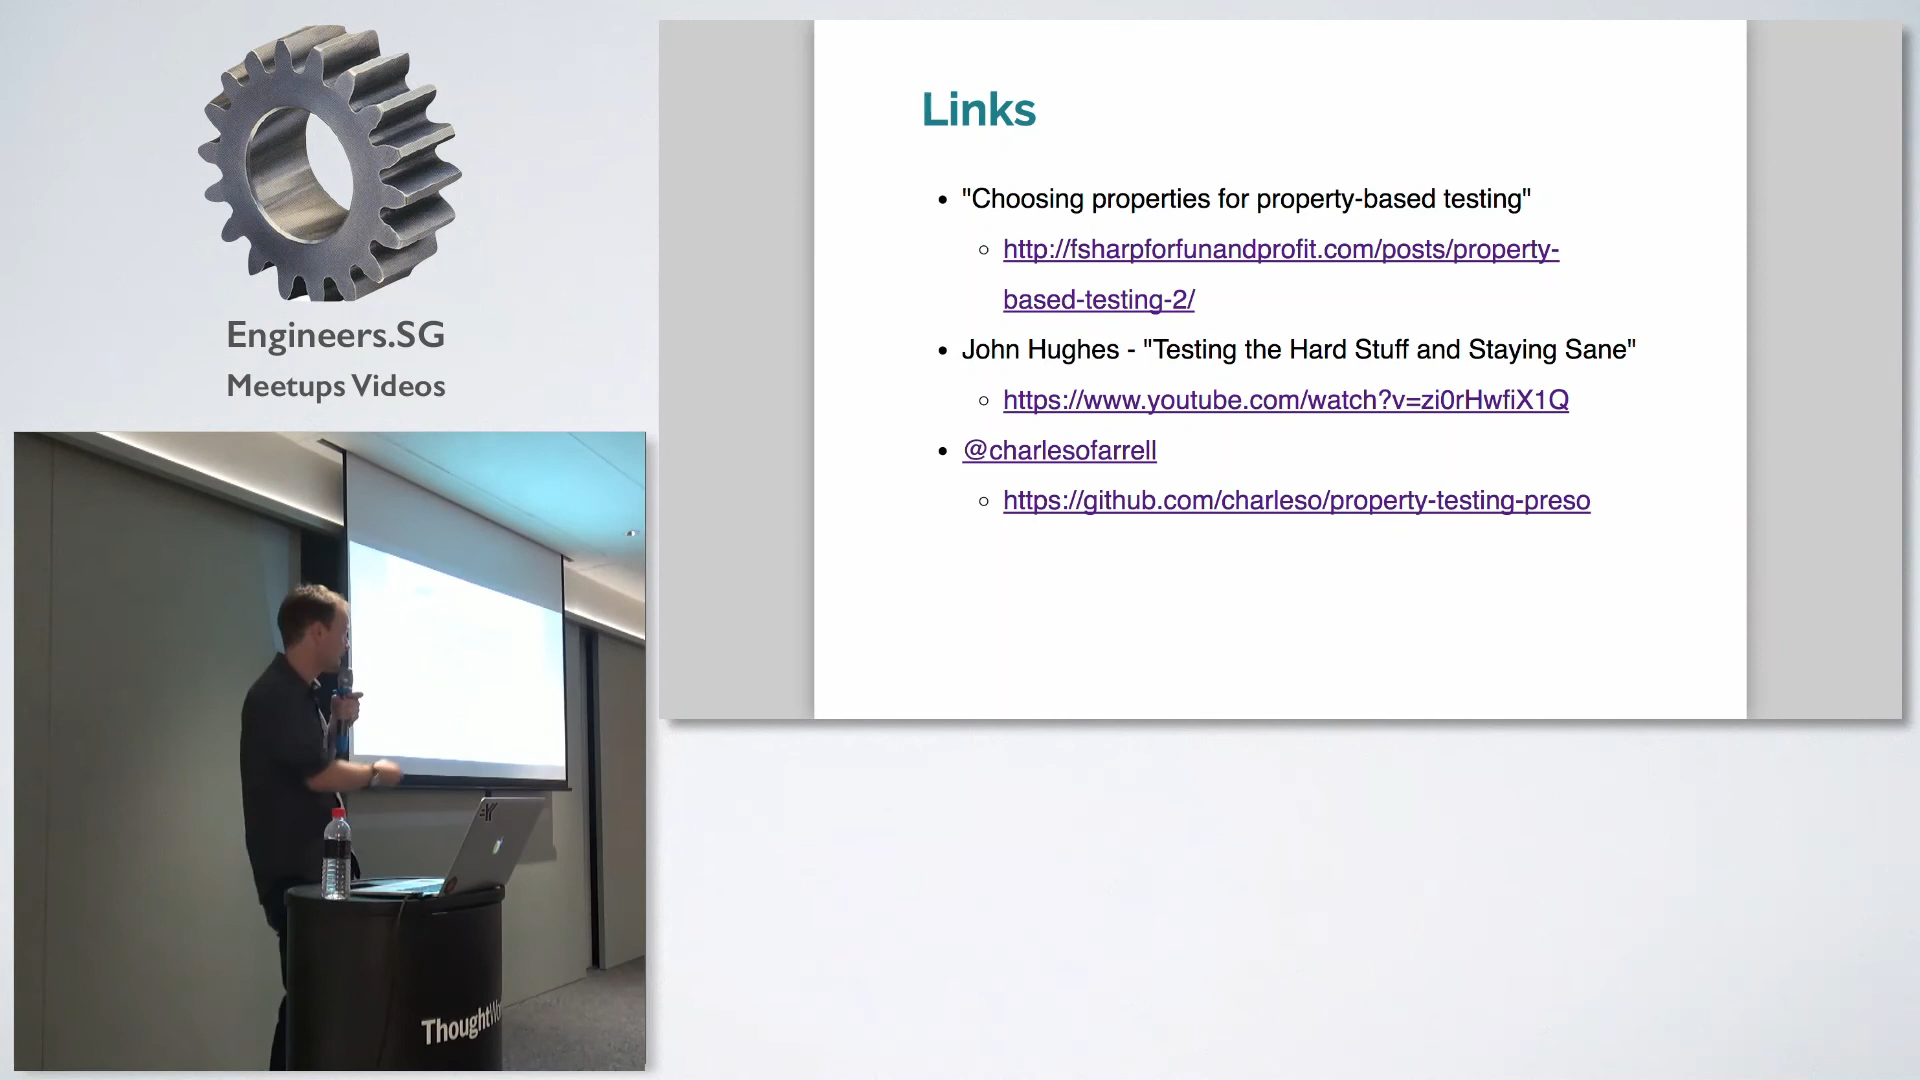 Engineers.SG
Meetups Videos
Links
"Choosing properties for property-based testing"
http://fsharpforfunandprofit.com/posts/property-
based-testing-2/
John Hughes - "Testing the Hard Stuff and Staying Sane"
https://www.youtube.com/watch?v=zi0rHwfiX1Q
@charlesofarrell
https://github.com/charleso/property-testing-preso